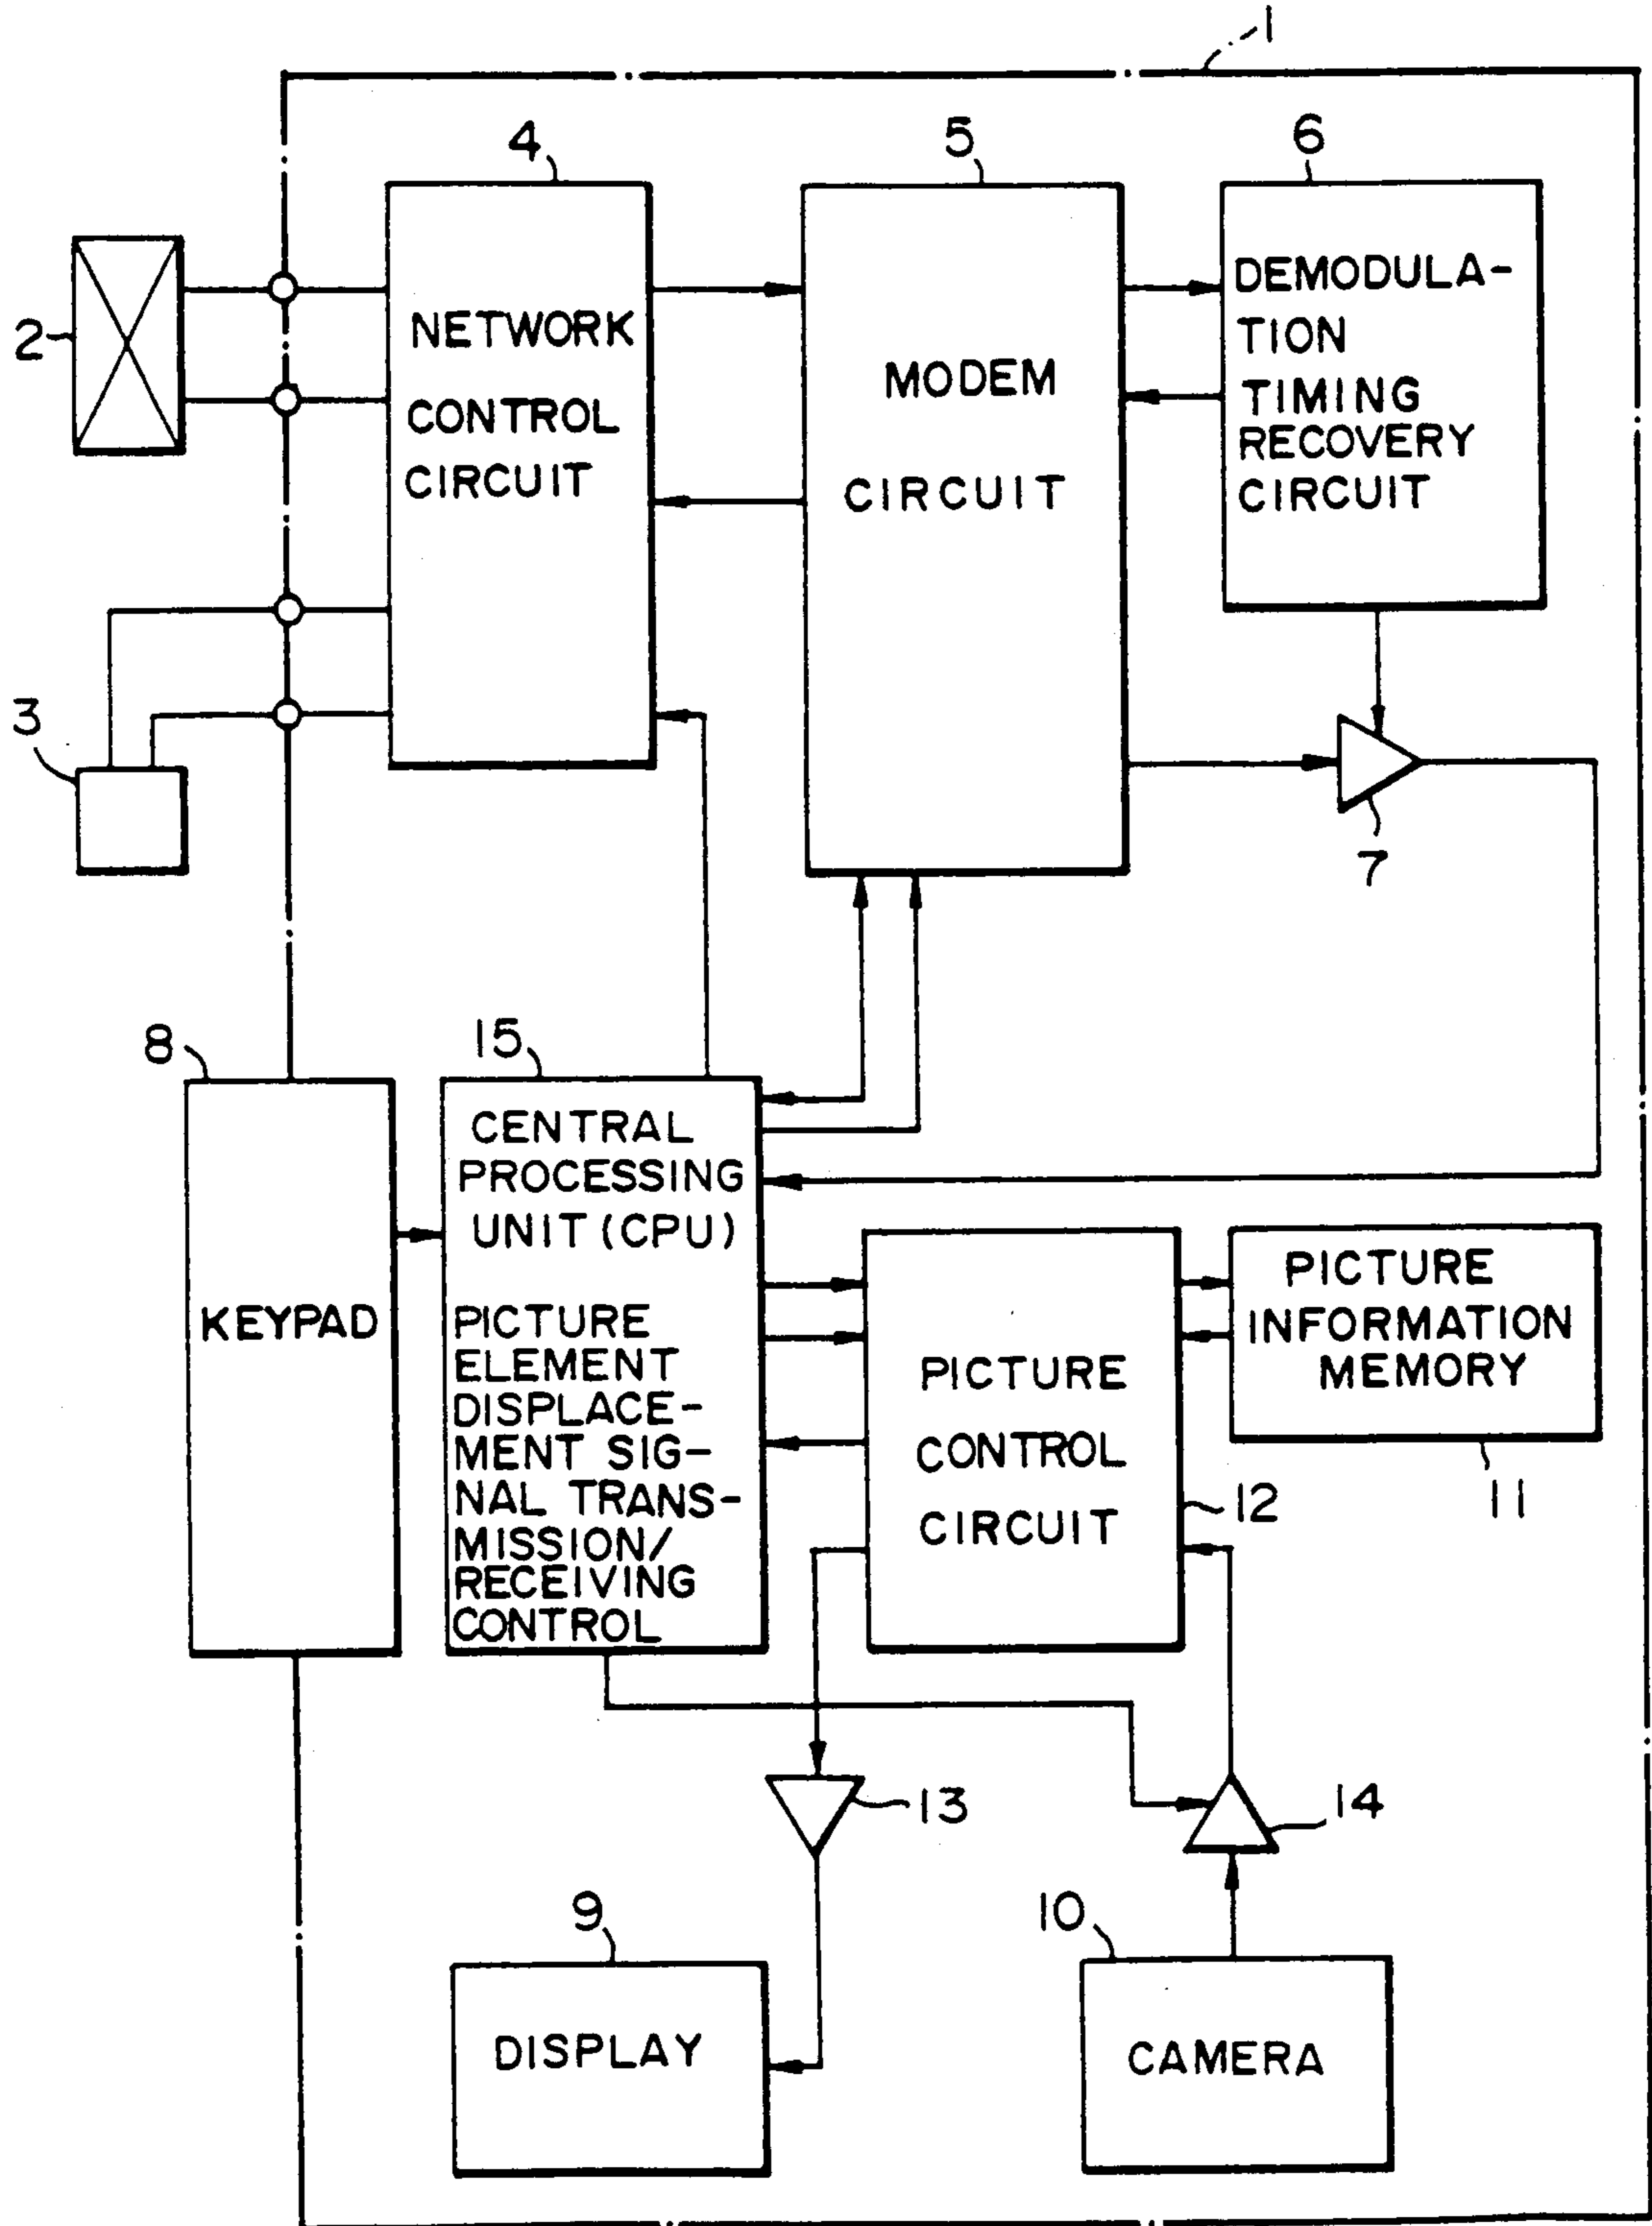 1
4
5
6
2
NETWORK
CONTROL
CIRCUIT
MODEM
CIRCUIT
DEMODULA-
TION
TIMING
RECOVERY
CIRCUIT
3
7
8
15
KEYPAD
CENTRAL
PROCESSING
UNIT (CPU)
PICTURE
ELEMENT
DISPLACE-
MENT SIG-
NAL TRANS-
MISSION/
RECEIVING
CONTROL
PICTURE
CONTROL
CIRCUIT
12
PICTURE
INFORMATION
MEMORY
11
13
14
9
DISPLAY
10
CAMERA